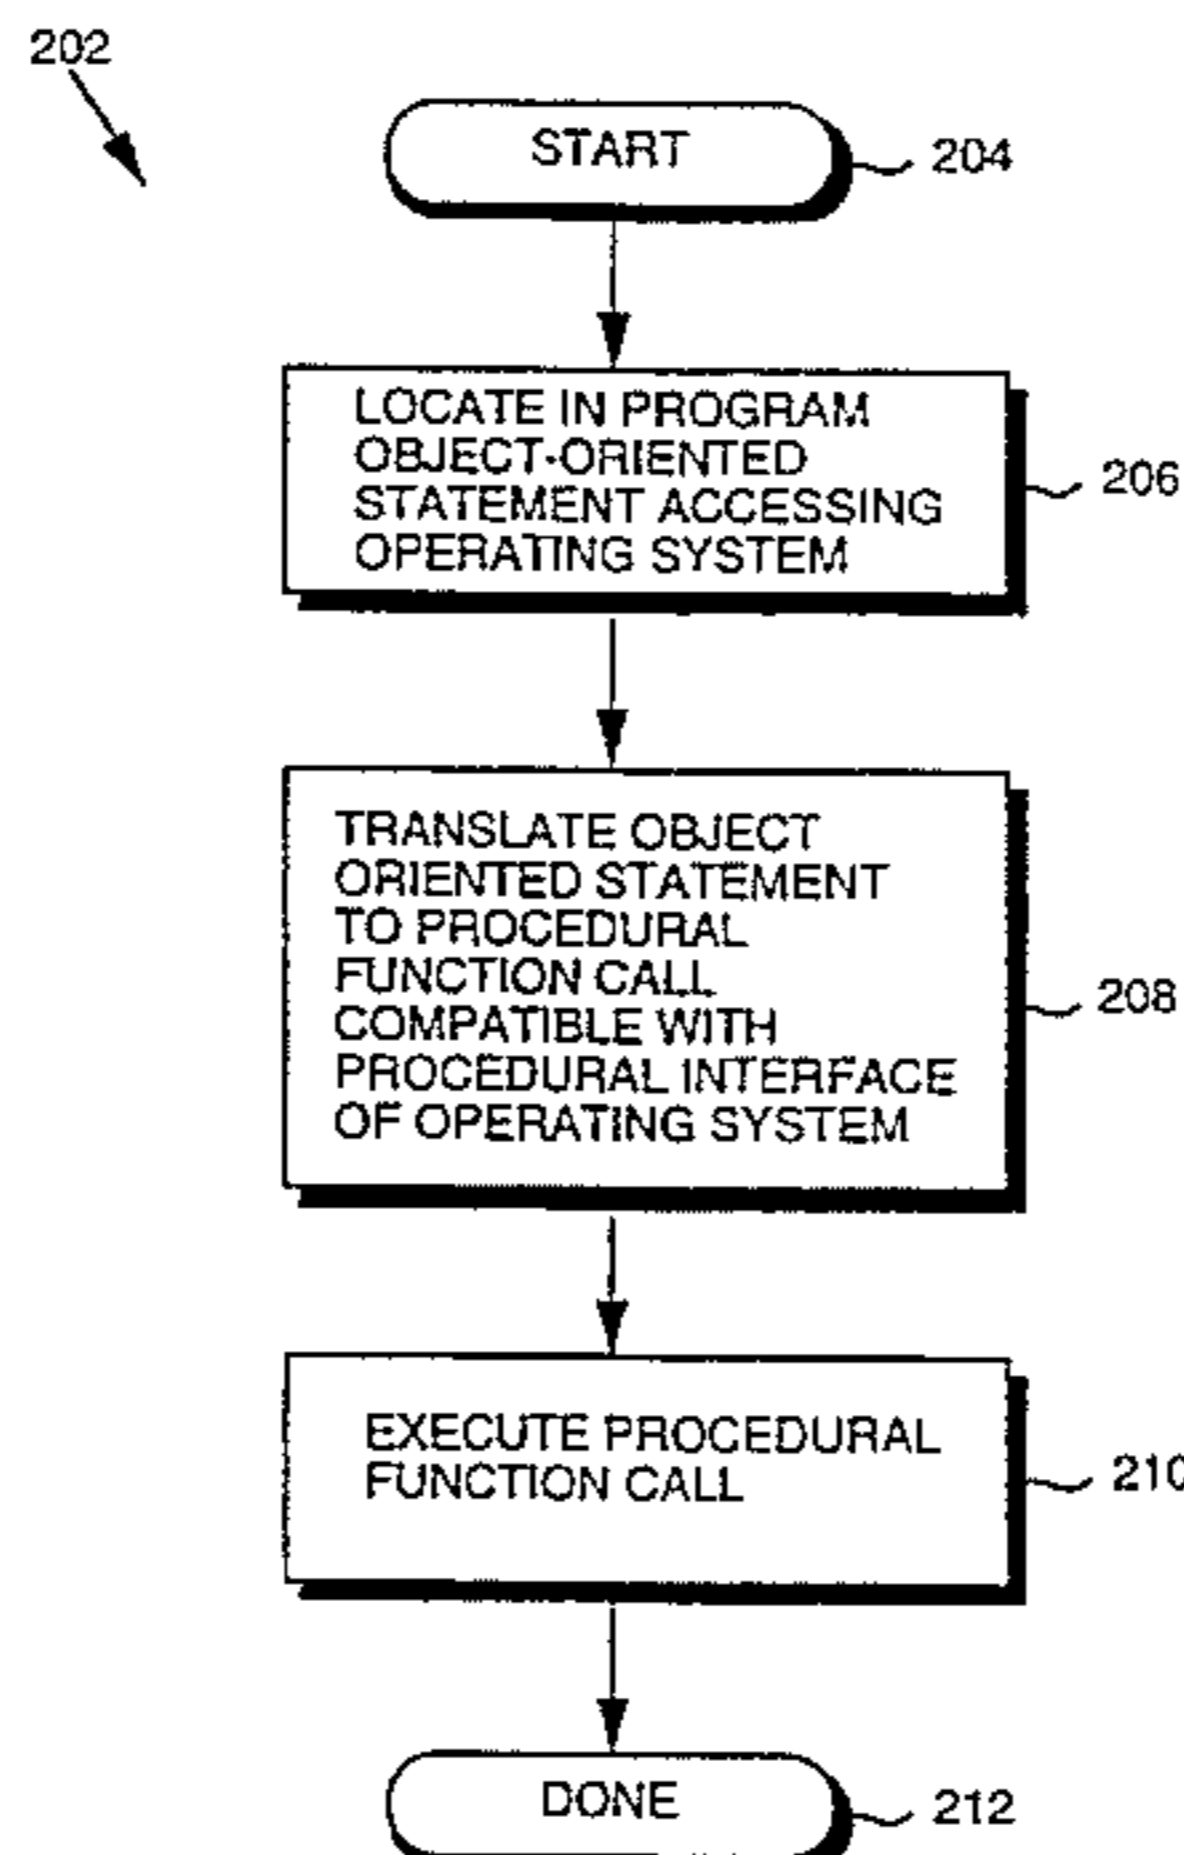 202
START
204
LOCATE IN PROGRAM
OBJECT-ORIENTED
STATEMENT ACCESSING
OPERATING SYSTEM
206
TRANSLATE OBJECT
ORIENTED STATEMENT
TO PROCEDURAL
FUNCTION CALL
COMPATIBLE WITH
PROCEDURAL INTERFACE
OF OPERATING SYSTEM
208
EXECUTE PROCEDURAL
FUNCTION CALL
210
DONE
212